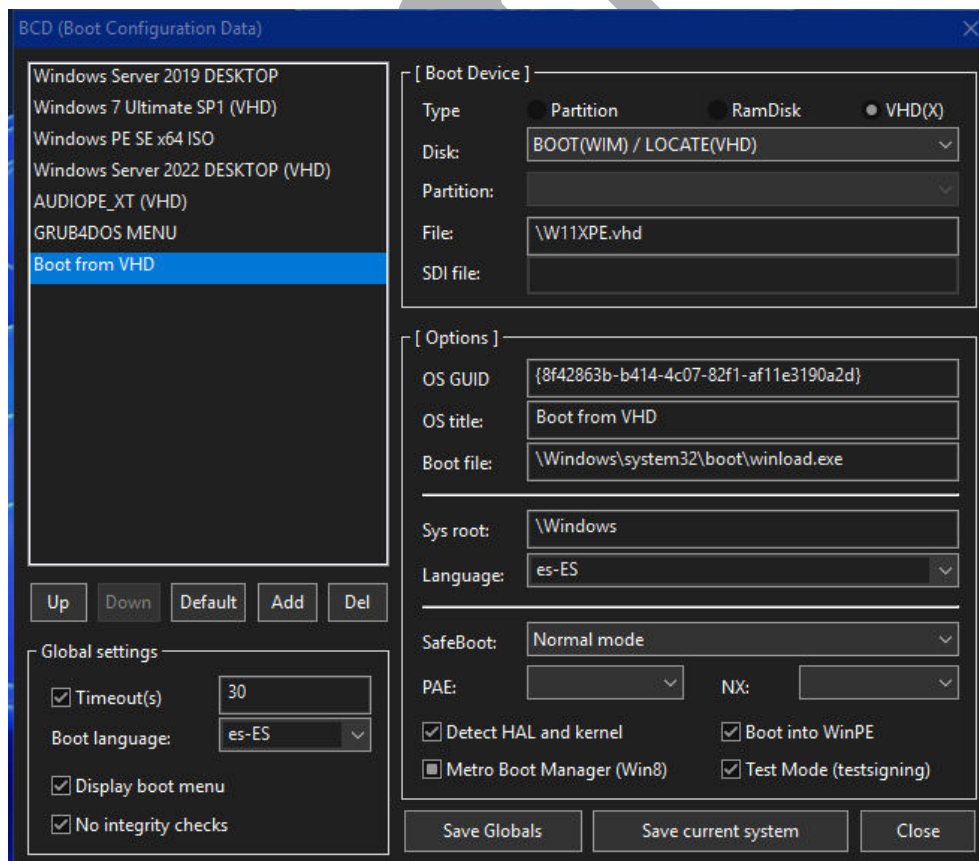 BCD (Boot Configuration Data)
Windows Server 2019 DESKTOP
Windows 7 Ultimate SP1 (VHD)
Windows PE SE x64 ISO
Windows Server 2022 DESKTOP (VHD)
AUDIOPE_XT (VHD)
GRUB4DOS MENU
Boot from VHD
Up Down Default Add Del
Global settings
Timeout(s) 30
Boot language: es-ES
Display boot menu
No integrity checks
[ Boot Device ]
Type Partition RamDisk VHD(X)
Disk: BOOT(WIM) / LOCATE(VHD)
Partition:
File: \W11XPE.vhd
SDI file:
[ Options ]
OS GUID {8f42863b-b414-4c07-82f1-af11e3190a2d}
OS title: Boot from VHD
Boot file: \Windows\system32\boot\winload.exe
Sys root: \Windows
Language: es-ES
SafeBoot: Normal mode
PAE: NX:
Detect HAL and kernel Boot into WinPE
Metro Boot Manager (Win8) Test Mode (testsigning)
Save Globals Save current system Close